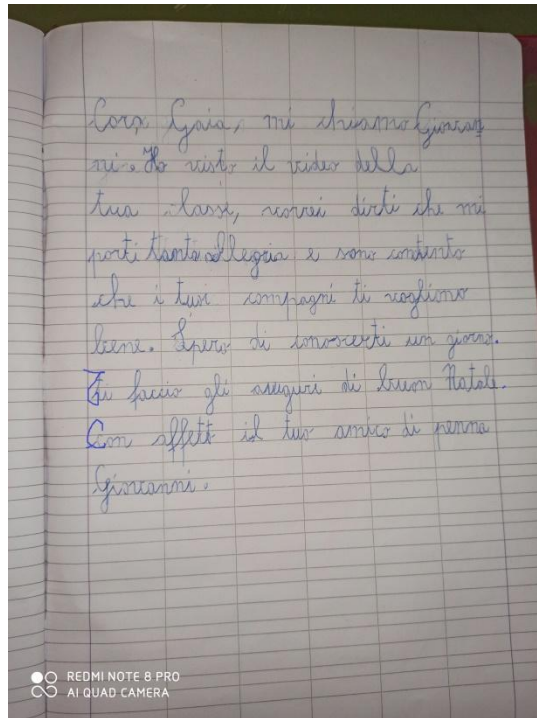 Cara Gaia, mi chiamo Giovan
ni. Ho visto il video della
tua classe, vorrei dirti che mi
porti tanta allegria e sono contento
che i tuoi compagni ti vogliono
bene. Spero di conoscerti un giorno.
Ti faccio gli auguri di buon Natale.
Con affett il tuo amico di penna
Giovanni.
REDMI NOTE 8 PRO
AI QUAD CAMERA